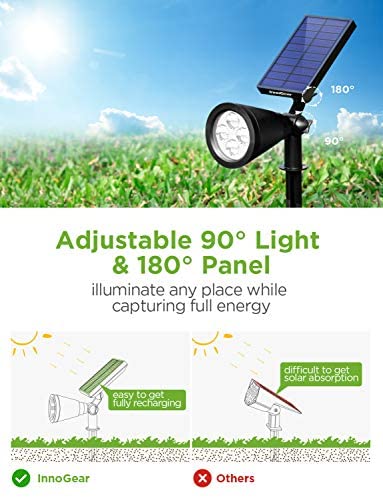 InnoGear
180°
90°
Adjustable 90° Light
& 180° Panel
illuminate any place while
capturing full energy
easy to get
fully recharging
difficult to get
solar absorption
InnoGear
Others